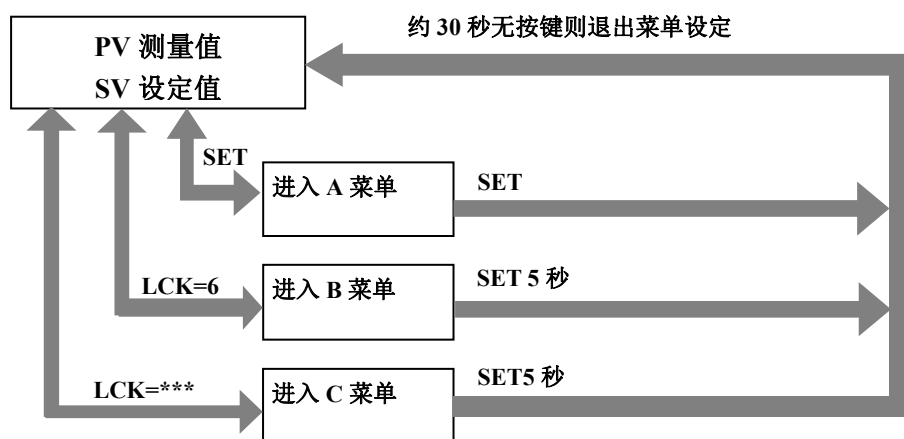 约 30 秒无按键则退出菜单设定
PV 测量值
SV 设定值
SET
进入 A 菜单
SET
LCK=6
进入 B 菜单
SET 5 秒
LCK=***
进入 C 菜单
SET5 秒